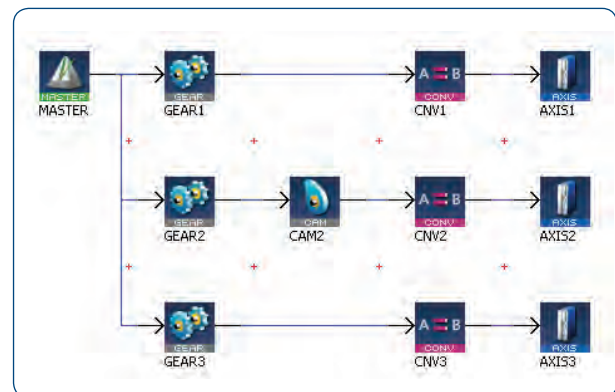 MASTER
MASTER
GEAR
GEAR1
A = B
CONV
CNV1
AXIS
AXIS1
GEAR
GEAR2
CAM
CAM2
A = B
CONV
CNV2
AXIS
AXIS2
GEAR
GEAR3
A = B
CONV
CNV3
AXIS
AXIS3